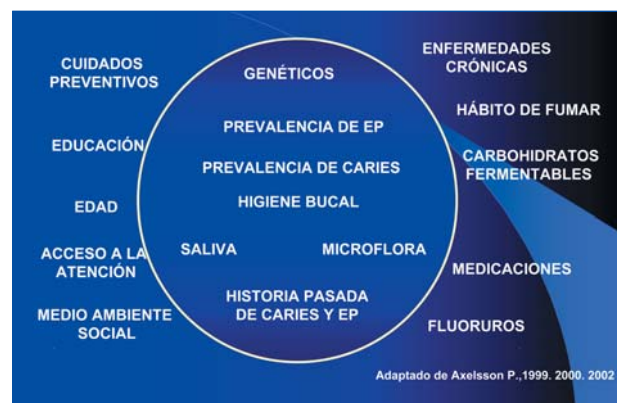 CUIDADOS
PREVENTIVOS
EDUCACIÓN
EDAD
ACCESO A LA
ATENCIÓN
MEDIO AMBIENTE
SOCIAL
GENÉTICOS
PREVALENCIA DE EP
PREVALENCIA DE CARIES
HIGIENE BUCAL
SALIVA
MICROFLORA
HISTORIA PASADA
DE CARIES Y EP
ENFERMEDADES
CRÓNICAS
HÁBITO DE FUMAR
CARBOHIDRATOS
FERMENTABLES
MEDICACIONES
FLUORUROS
Adaptado de Axelsson P.,1999. 2000. 2002